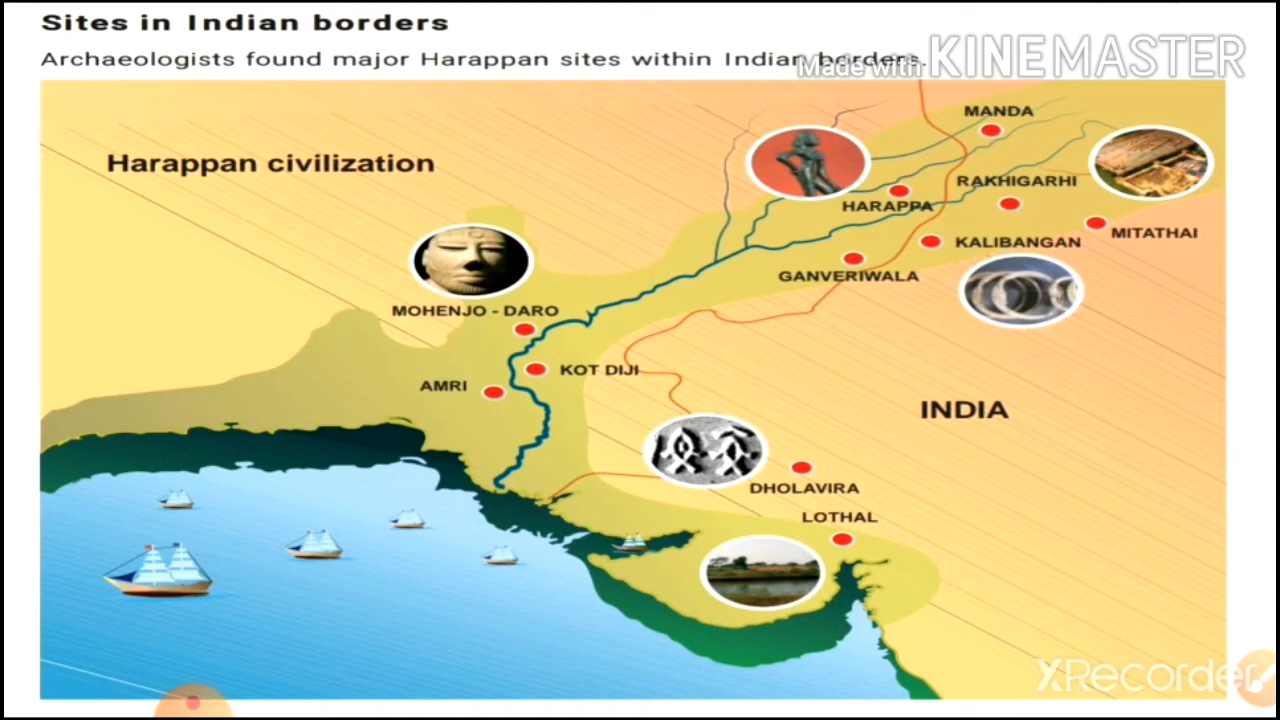 Sites in Indian borders
Archaeologists found major Harappan sites within Indian borders.
Made with KINEMASTER
Harappan civilization
MANDA
RAKHIGARHI
HARAPPA
MITATHAI
KALIBANGAN
GANVERIWALA
MOHENJO - DARO
KOT DIJI
AMRI
INDIA
DHOLAVIRA
LOTHAL
XRecorder